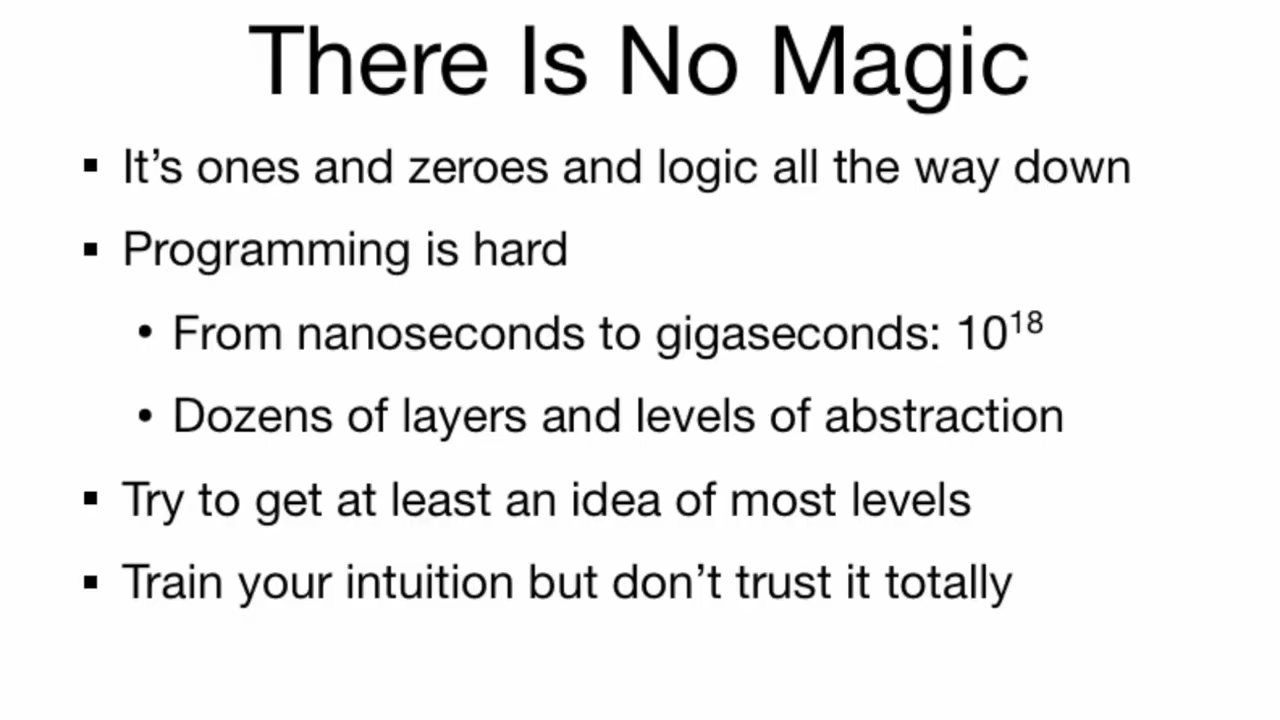 There Is No Magic
▪ It’s ones and zeroes and logic all the way down
▪ Programming is hard
• From nanoseconds to gigaseconds: 10¹⁸
• Dozens of layers and levels of abstraction
▪ Try to get at least an idea of most levels
▪ Train your intuition but don’t trust it totally